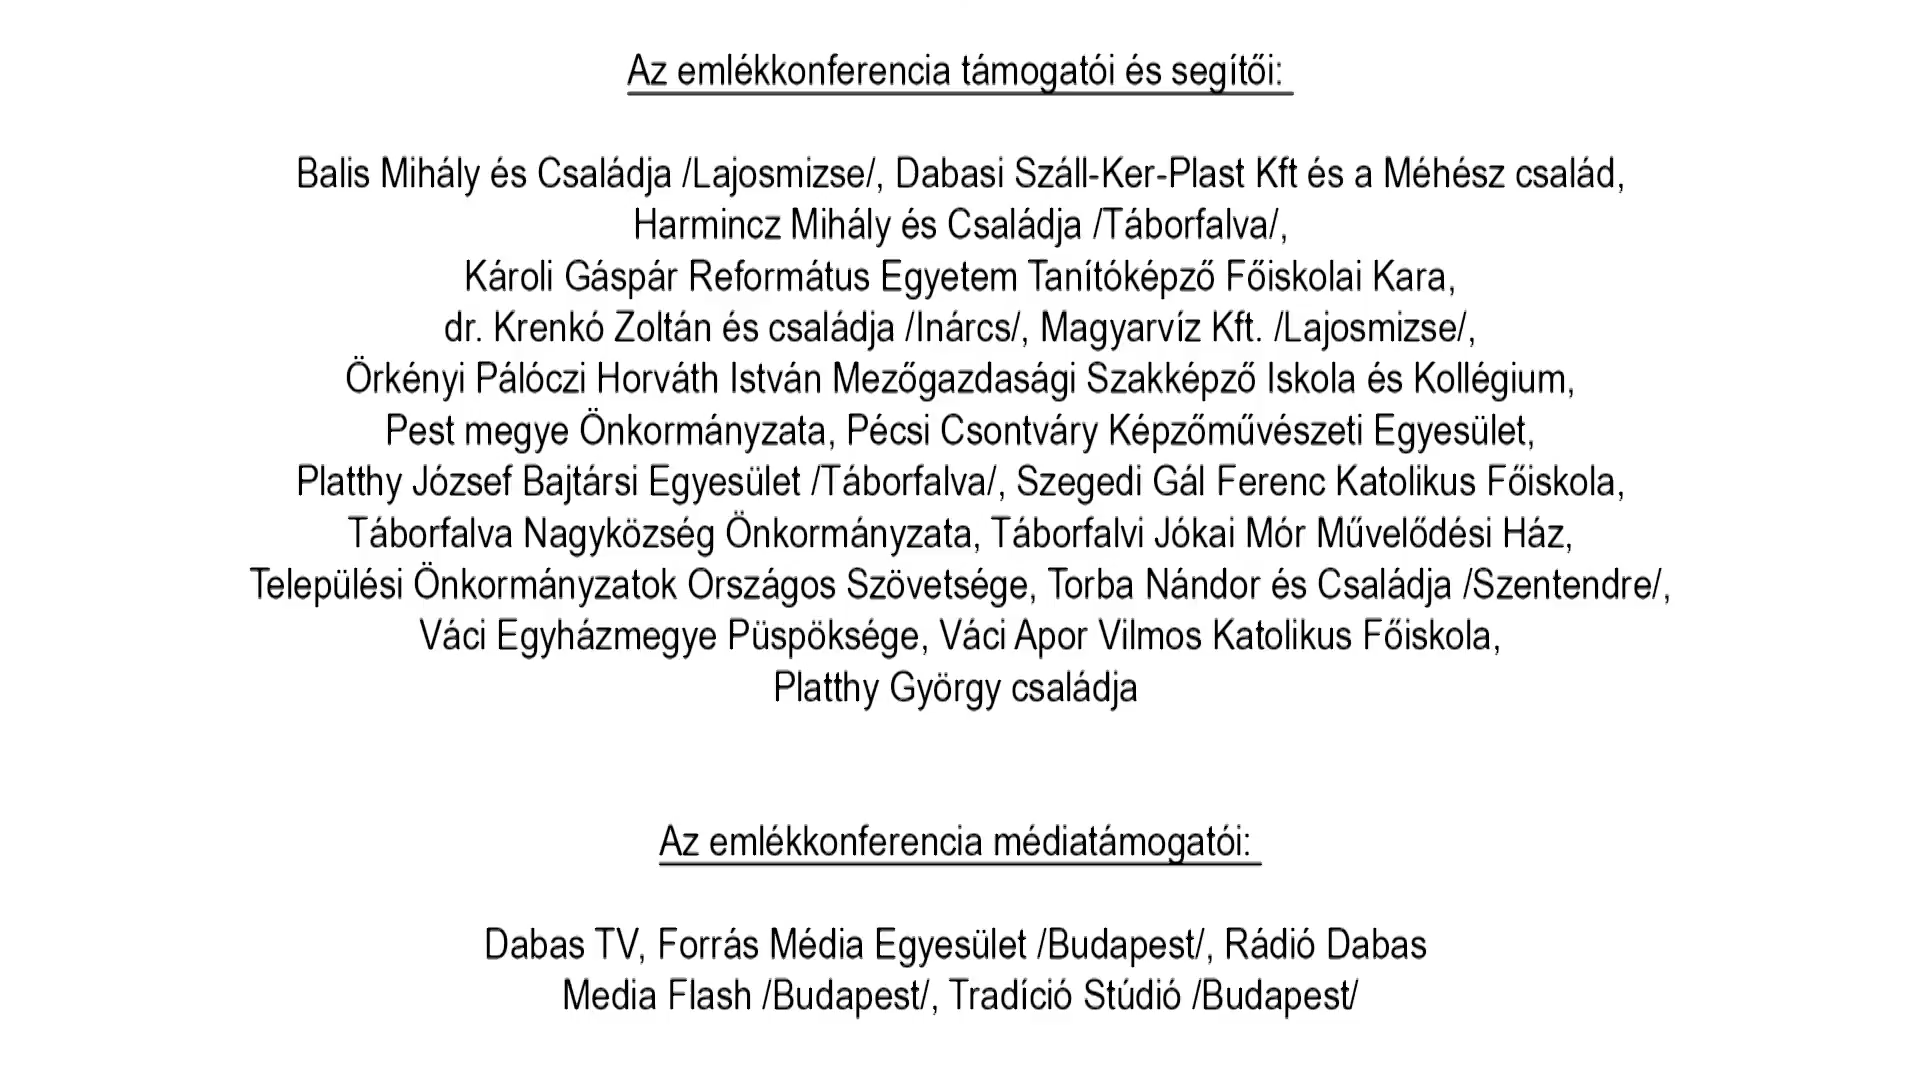 Az emlékkonferencia támogatói és segítői:
Balis Mihály és Családja /Lajosmizse/, Dabasi Száll-Ker-Plast Kft és a Méhész család,
Harmincz Mihály és Családja /Táborfalva/,
Károli Gáspár Református Egyetem Tanítóképző Főiskolai Kara,
dr. Krenkó Zoltán és családja /Inárcs/, Magyarvíz Kft. /Lajosmizse/,
Örkényi Pálóczi Horváth István Mezőgazdasági Szakképző Iskola és Kollégium,
Pest megye Önkormányzata, Pécsi Csontváry Képzőművészeti Egyesület,
Platthy József Bajtársi Egyesület /Táborfalva/, Szegedi Gál Ferenc Katolikus Főiskola,
Táborfalva Nagyközség Önkormányzata, Táborfalvi Jókai Mór Művelődési Ház,
Települési Önkormányzatok Országos Szövetsége, Torba Nándor és Családja /Szentendre/,
Váci Egyházmegye Püspöksége, Váci Apor Vilmos Katolikus Főiskola,
Platthy György családja
Az emlékkonferencia médiatámogatói:
Dabas TV, Forrás Média Egyesület /Budapest/, Rádió Dabas
Media Flash /Budapest/, Tradíció Stúdió /Budapest/